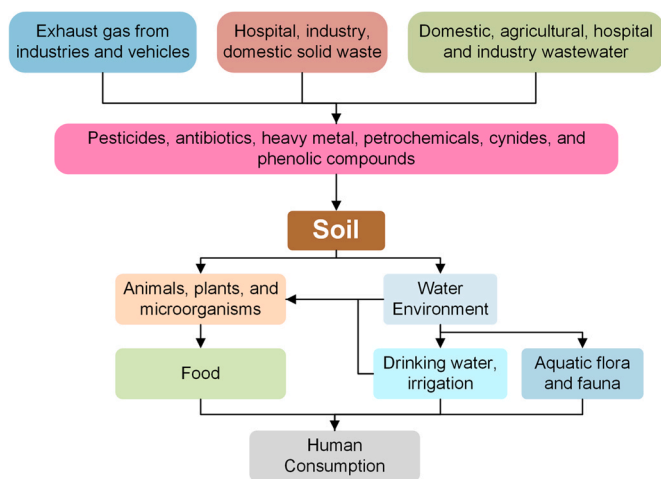 Exhaust gas from
industries and vehicles
Hospital, industry,
domestic solid waste
Domestic, agricultural, hospital
and industry wastewater
Pesticides, antibiotics, heavy metal, petrochemicals, cynides, and
phenolic compounds
Soil
Animals, plants, and
microorganisms
Water
Environment
Food
Drinking water,
irrigation
Aquatic flora
and fauna
Human
Consumption